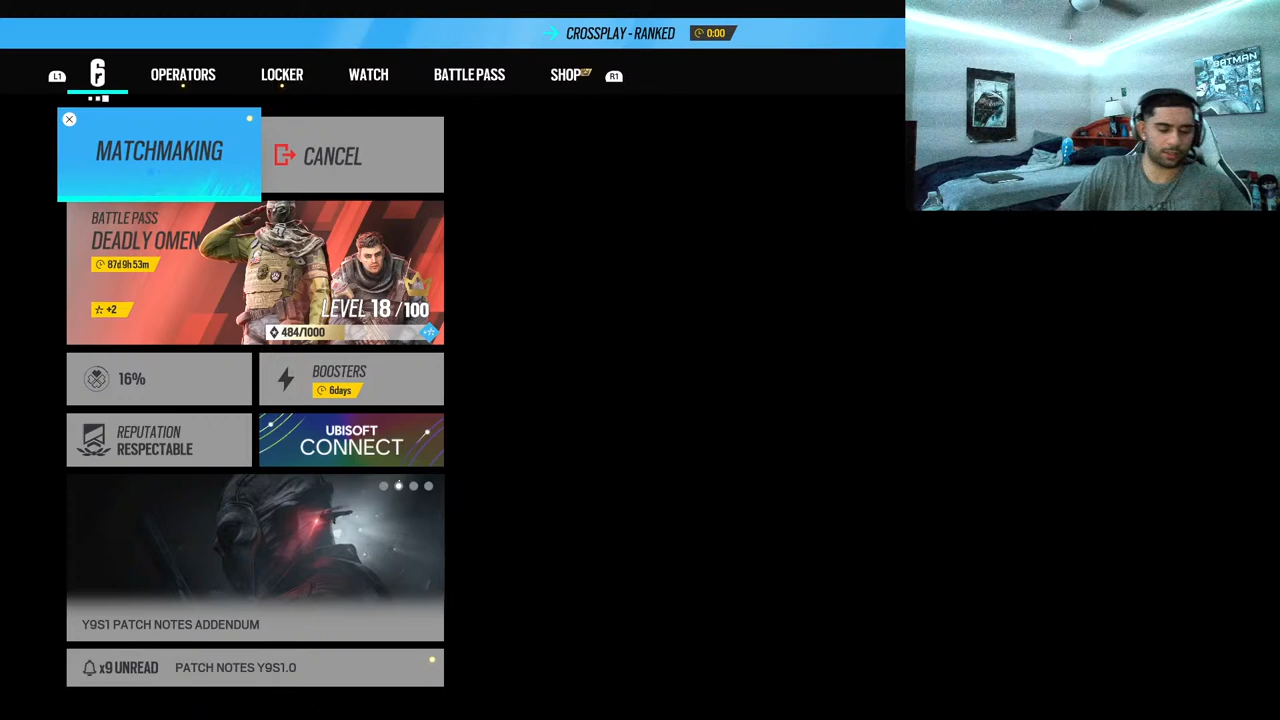 CROSSPLAY - RANKED 0:00
L1 OPERATORS LOCKER WATCH BATTLE PASS SHOP R1
MATCHMAKING
CANCEL
BATTLE PASS
DEADLY OMEN
87d 9h 53m
+2
LEVEL 18 /100
484/1000
16%
BOOSTERS
6days
REPUTATION
RESPECTABLE
UBISOFT
CONNECT
Y9S1 PATCH NOTES ADDENDUM
x9 UNREAD PATCH NOTES Y9S1.0
BATMAN